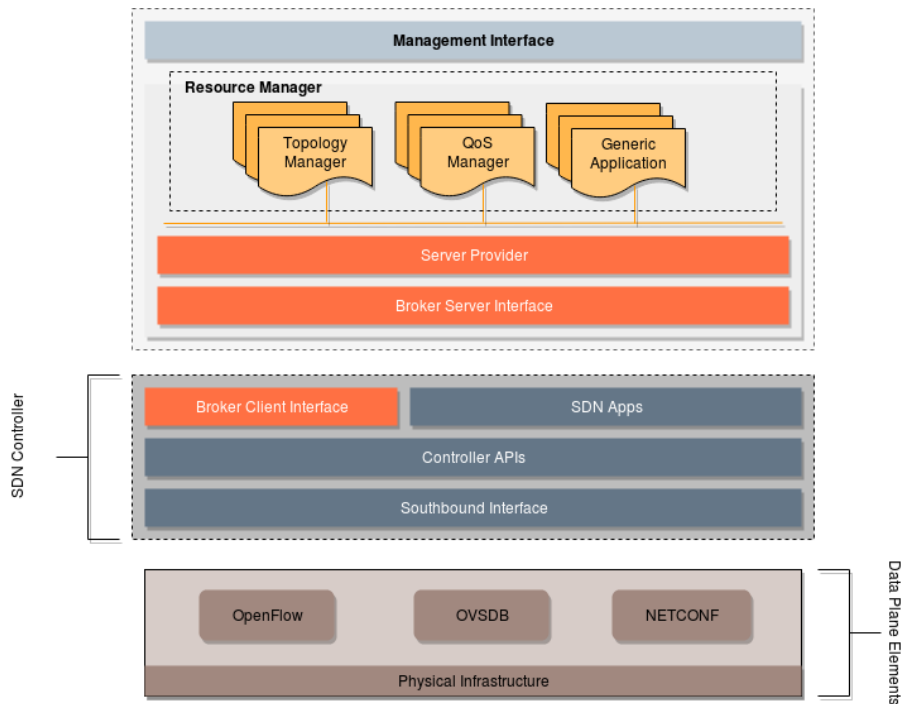 Management Interface
Resource Manager
Topology
Manager
QoS
Manager
Generic
Application
Server Provider
Broker Server Interface
SDN Controller
Broker Client Interface
SDN Apps
Controller APIs
Southbound Interface
OpenFlow
OVSDB
NETCONF
Physical Infrastructure
Data Plane Elements